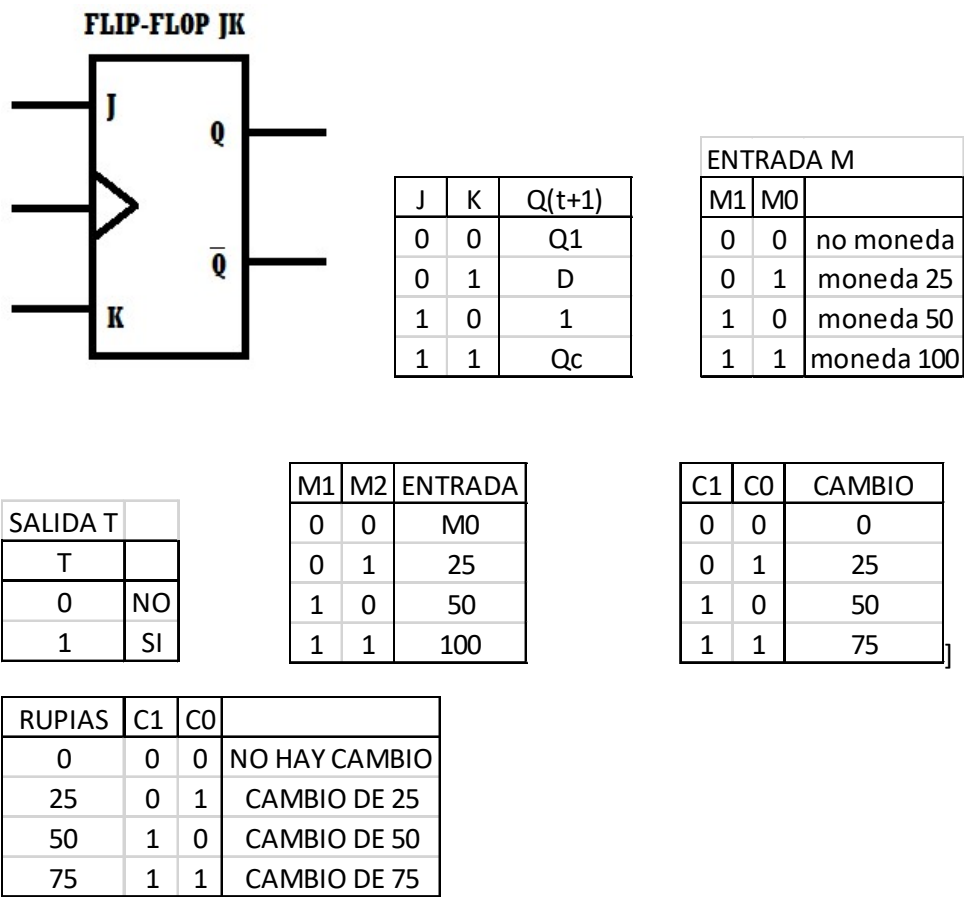 FLIP-FLOP JK
J
Q
Q̅
K
J K Q(t+1)
0 0 Q1
0 1 D
1 0 1
1 1 Qc
ENTRADA M
M1 M0
0 0 no moneda
0 1 moneda 25
1 0 moneda 50
1 1 moneda 100
SALIDA T
T
0 NO
1 SI
M1 M2 ENTRADA
0 0 M0
0 1 25
1 0 50
1 1 100
C1 C0 CAMBIO
0 0 0
0 1 25
1 0 50
1 1 75
]
RUPIAS C1 C0
0 0 0 NO HAY CAMBIO
25 0 1 CAMBIO DE 25
50 1 0 CAMBIO DE 50
75 1 1 CAMBIO DE 75